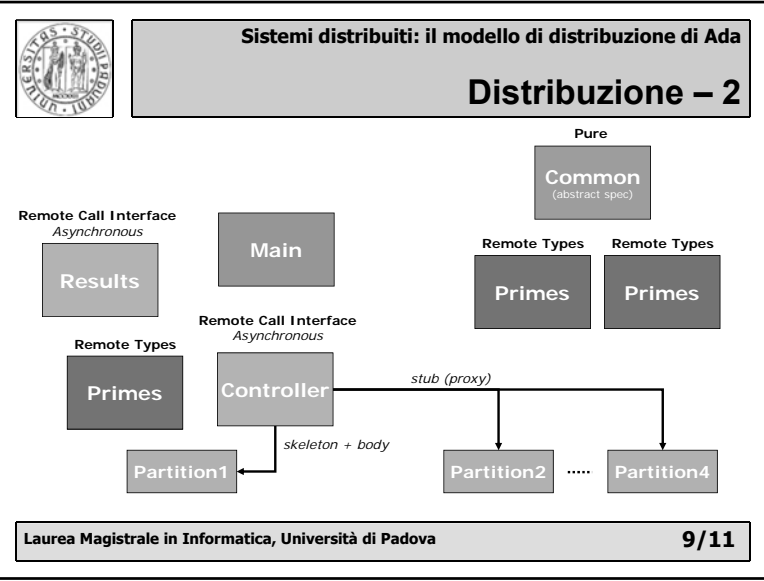 Sistemi distribuiti: il modello di distribuzione di Ada
Distribuzione – 2
Pure
Common
(abstract spec)
Remote Call Interface
Asynchronous
Results
Main
Remote Types
Remote Types
Primes
Primes
Remote Call Interface
Asynchronous
Controller
Remote Types
Primes
stub (proxy)
skeleton + body
Partition1
Partition2
.....
Partition4
Laurea Magistrale in Informatica, Università di Padova
9/11